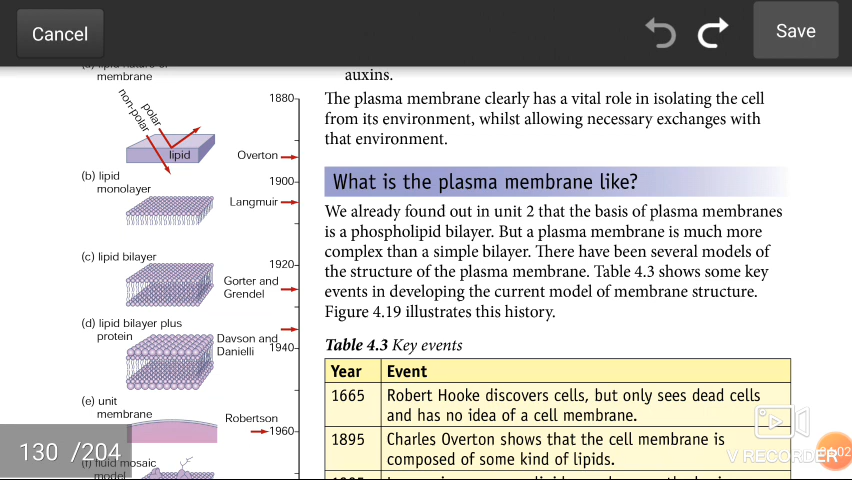 Cancel
Save
membrane
non-polar
polar
lipid
(b) lipid
monolayer
(c) lipid bilayer
(d) lipid bilayer plus
protein
(e) unit
membrane
(f) fluid mosaic
model
1880
Overton
1900
Langmuir
1920
Gorter and
Grendel
Davson and
Danielli
1940
Robertson
1960
auxins.
The plasma membrane clearly has a vital role in isolating the cell
from its environment, whilst allowing necessary exchanges with
that environment.
What is the plasma membrane like?
We already found out in unit 2 that the basis of plasma membranes
is a phospholipid bilayer. But a plasma membrane is much more
complex than a simple bilayer. There have been several models of
the structure of the plasma membrane. Table 4.3 shows some key
events in developing the current model of membrane structure.
Figure 4.19 illustrates this history.
Table 4.3 Key events
Year Event
1665 Robert Hooke discovers cells, but only sees dead cells
and has no idea of a cell membrane.
1895 Charles Overton shows that the cell membrane is
composed of some kind of lipids.
130 /204
V RECORDER